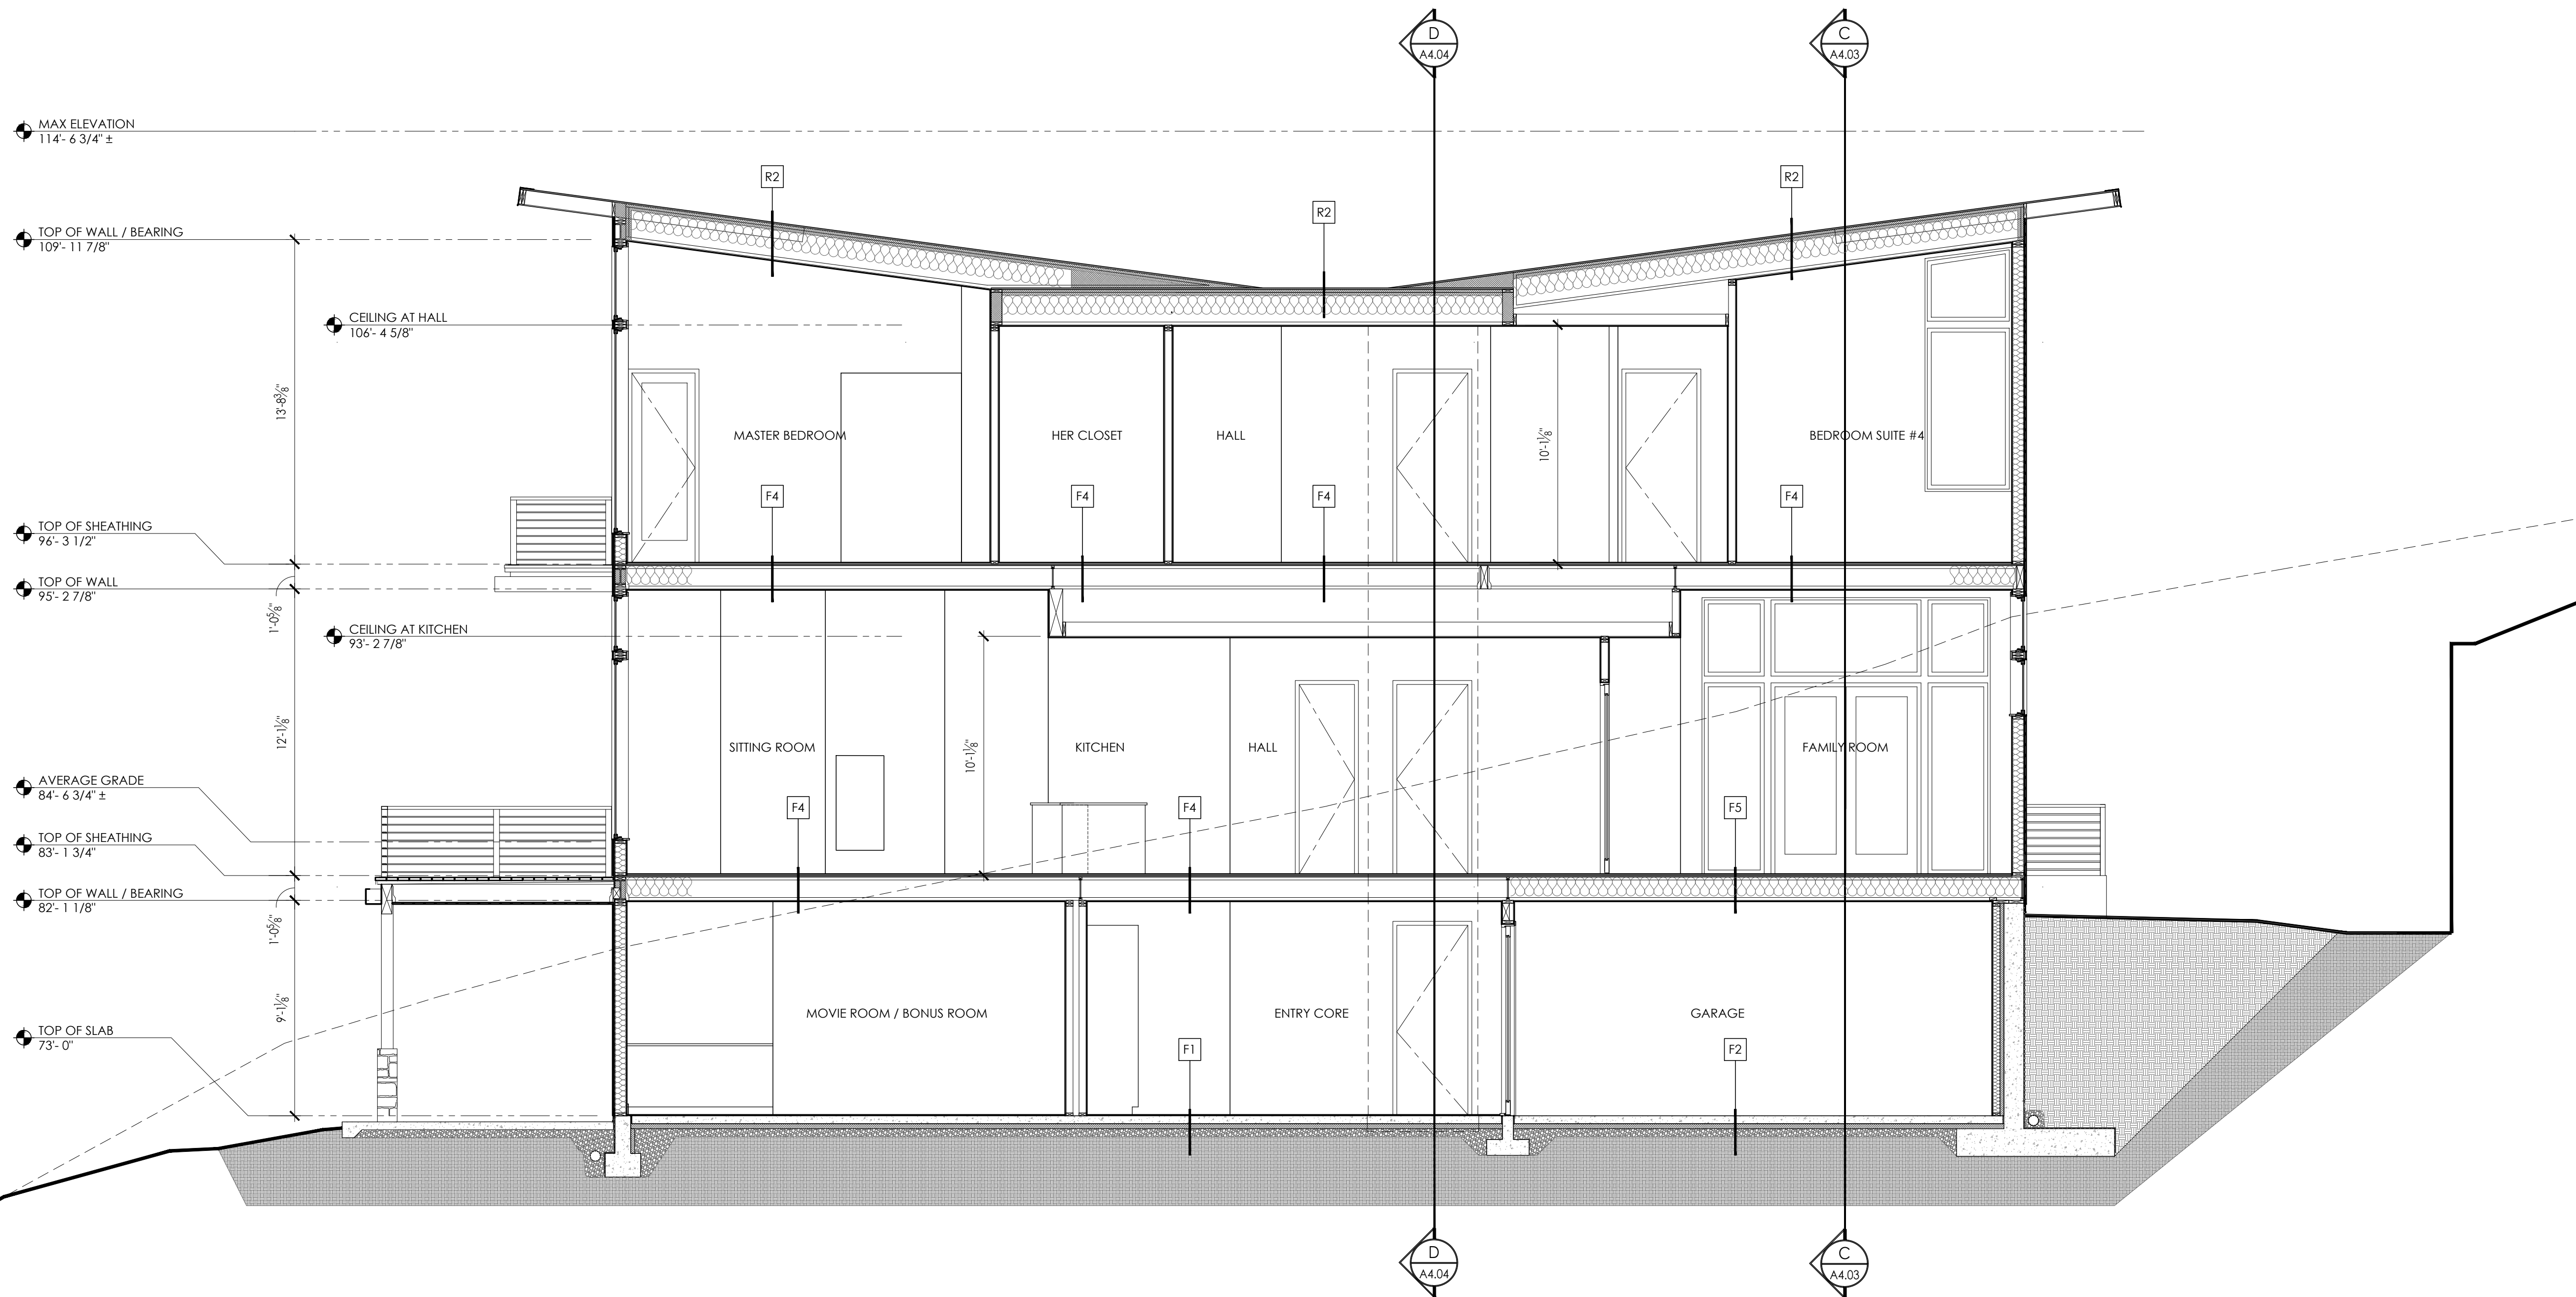 D
A4.04
C
A4.03
MAX ELEVATION
114'- 6 3/4" ±
R2
R2
R2
TOP OF WALL / BEARING
109'- 11 7/8"
CEILING AT HALL
106'- 4 5/8"
13'-8⅜"
10'-1⅛"
MASTER BEDROOM
HER CLOSET
HALL
BEDROOM SUITE #4
F4
F4
F4
F4
TOP OF SHEATHING
96'- 3 1/2"
TOP OF WALL
95'- 2 7/8"
1'-0⅝"
CEILING AT KITCHEN
93'- 2 7/8"
12'-1⅛"
10'-1⅛"
SITTING ROOM
KITCHEN
HALL
FAMILY ROOM
AVERAGE GRADE
84'- 6 3/4" ±
F4
F4
F5
TOP OF SHEATHING
83'- 1 3/4"
TOP OF WALL / BEARING
82'- 1 1/8"
1'-0⅝"
9'-1⅛"
MOVIE ROOM / BONUS ROOM
ENTRY CORE
GARAGE
TOP OF SLAB
73'- 0"
F1
F2
D
A4.04
C
A4.03